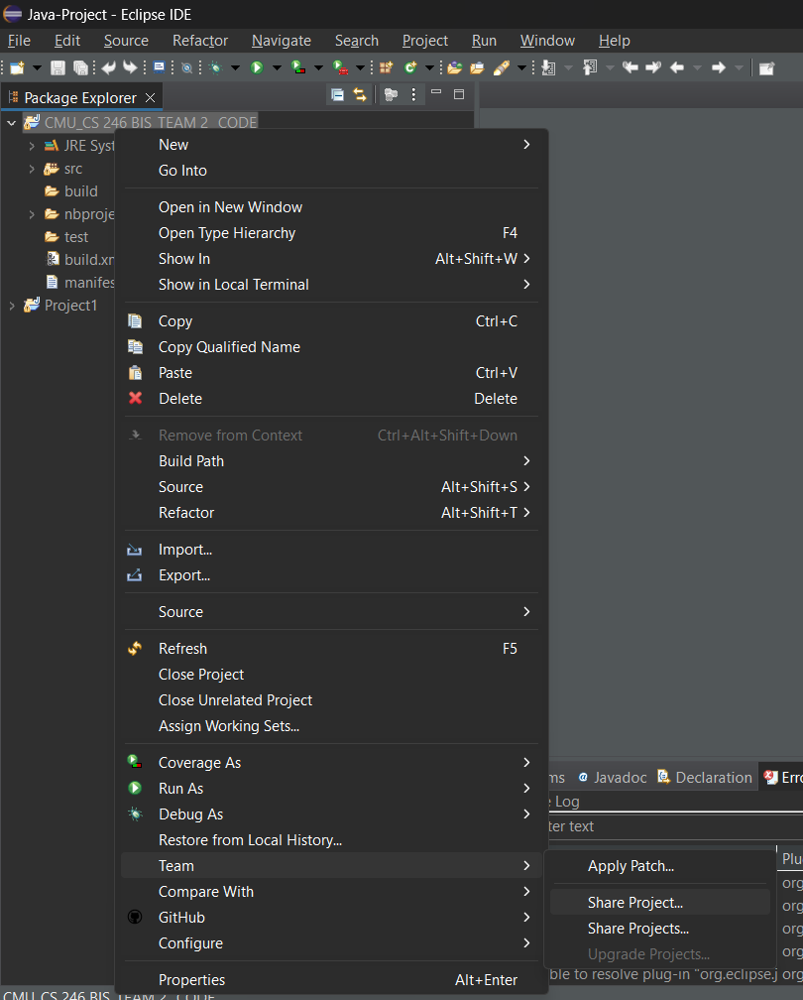 Java-Project - Eclipse IDE
File Edit Source Refactor Navigate Search Project Run Window Help
Package Explorer
CMU_CS 246 BIS_TEAM 2_ CODE
JRE Syst
src
build
nbproje
test
build.xm
manifes
Project1
New
Go Into
Open in New Window
Open Type Hierarchy F4
Show In Alt+Shift+W
Show in Local Terminal
Copy Ctrl+C
Copy Qualified Name
Paste Ctrl+V
Delete Delete
Remove from Context Ctrl+Alt+Shift+Down
Build Path
Source Alt+Shift+S
Refactor Alt+Shift+T
Import...
Export...
Source
Refresh F5
Close Project
Close Unrelated Project
Assign Working Sets...
Coverage As
Run As
Debug As
Restore from Local History...
Team
Compare With
GitHub
Configure
Properties Alt+Enter
ms Javadoc Declaration Erro
Log
ter text
Plu
Apply Patch...
Share Project...
Share Projects...
Upgrade Projects...
org
org
org
org
ble to resolve plug-in "org.eclipse.j org
CMU_CS 246 BIS_TEAM 2_ CODE